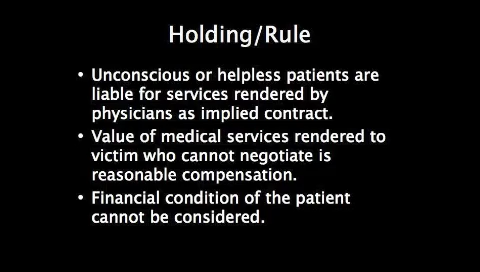 Holding/Rule
• Unconscious or helpless patients are
liable for services rendered by
physicians as implied contract.
• Value of medical services rendered to
victim who cannot negotiate is
reasonable compensation.
• Financial condition of the patient
cannot be considered.